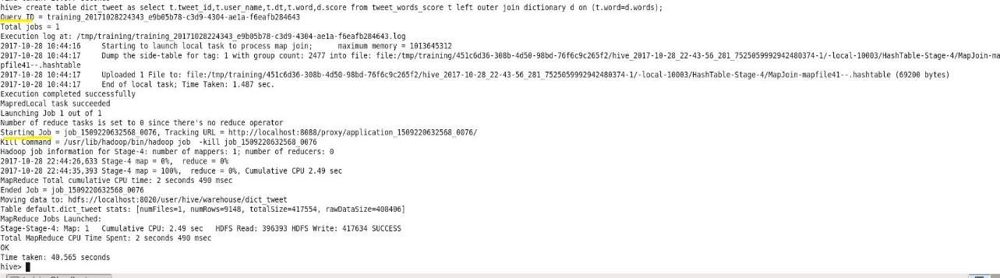 hive> create table dict_tweet as select t.tweet_id,t.user_name,t.dt,t.word,d.score from tweet_words_score t left outer join dictionary d on (t.word=d.words);
Query ID = training_20171028224343_e9b05b78-c3d9-4304-ae1a-f6eafb284643
Total jobs = 1
Execution log at: /tmp/training/training_20171028224343_e9b05b78-c3d9-4304-ae1a-f6eafb284643.log
2017-10-28 10:44:16 Starting to launch local task to process map join; maximum memory = 1013645312
2017-10-28 10:44:17 Dump the side-table for tag: 1 with group count: 2477 into file: file:/tmp/training/451c6d36-308b-4d50-98bd-76f6c9c265f2/hive_2017-10-28_22-43-56_281_7525059992942480374-1/-local-10003/HashTable-Stage-4/MapJoin-ma
pfile41--.hashtable
2017-10-28 10:44:17 Uploaded 1 File to: file:/tmp/training/451c6d36-308b-4d50-98bd-76f6c9c265f2/hive_2017-10-28_22-43-56_281_7525059992942480374-1/-local-10003/HashTable-Stage-4/MapJoin-mapfile41--.hashtable (69200 bytes)
2017-10-28 10:44:17 End of local task; Time Taken: 1.487 sec.
Execution completed successfully
MapredLocal task succeeded
Launching Job 1 out of 1
Number of reduce tasks is set to 0 since there's no reduce operator
Starting Job = job_1509220632568_0076, Tracking URL = http://localhost:8088/proxy/application_1509220632568_0076/
Kill Command = /usr/lib/hadoop/bin/hadoop job -kill job_1509220632568_0076
Hadoop job information for Stage-4: number of mappers: 1; number of reducers: 0
2017-10-28 22:44:26,633 Stage-4 map = 0%, reduce = 0%
2017-10-28 22:44:35,393 Stage-4 map = 100%, reduce = 0%, Cumulative CPU 2.49 sec
MapReduce Total cumulative CPU time: 2 seconds 490 msec
Ended Job = job_1509220632568_0076
Moving data to: hdfs://localhost:8020/user/hive/warehouse/dict_tweet
Table default.dict_tweet stats: [numFiles=1, numRows=9148, totalSize=417554, rawDataSize=408406]
MapReduce Jobs Launched:
Stage-Stage-4: Map: 1 Cumulative CPU: 2.49 sec HDFS Read: 396393 HDFS Write: 417634 SUCCESS
Total MapReduce CPU Time Spent: 2 seconds 490 msec
OK
Time taken: 40.565 seconds
hive>